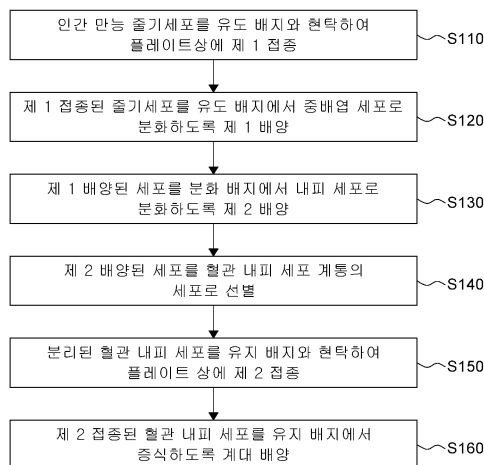 인간 만능 줄기세포를 유도 배지와 현탁하여
플레이트상에 제 1 접종
S110
제 1 접종된 줄기세포를 유도 배지에서 중배엽 세포로
분화하도록 제 1 배양
S120
제 1 배양된 세포를 분화 배지에서 내피 세포로
분화하도록 제 2 배양
S130
제 2 배양된 세포를 혈관 내피 세포 계통의
세포로 선별
S140
분리된 혈관 내피 세포를 유지 배지와 현탁하여
플레이트 상에 제 2 접종
S150
제 2 접종된 혈관 내피 세포를 유지 배지에서
증식하도록 계대 배양
S160